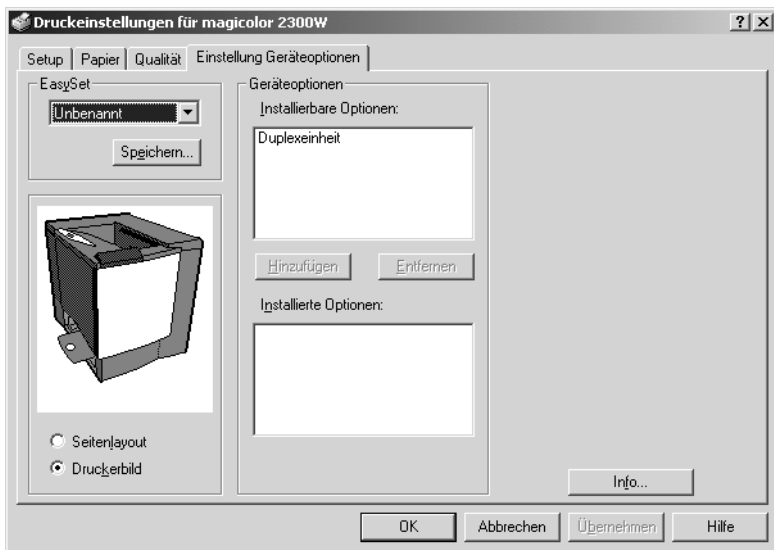 Druckeinstellungen für magicolor 2300W
Setup
Papier
Qualität
Einstellung Geräteoptionen
EasySet
Unbenannt
Speichern...
Seitenlayout
Druckerbild
Geräteoptionen
Installierbare Optionen:
Duplexeinheit
Hinzufügen
Entfernen
Installierte Optionen:
Info...
OK
Abbrechen
Übernehmen
Hilfe